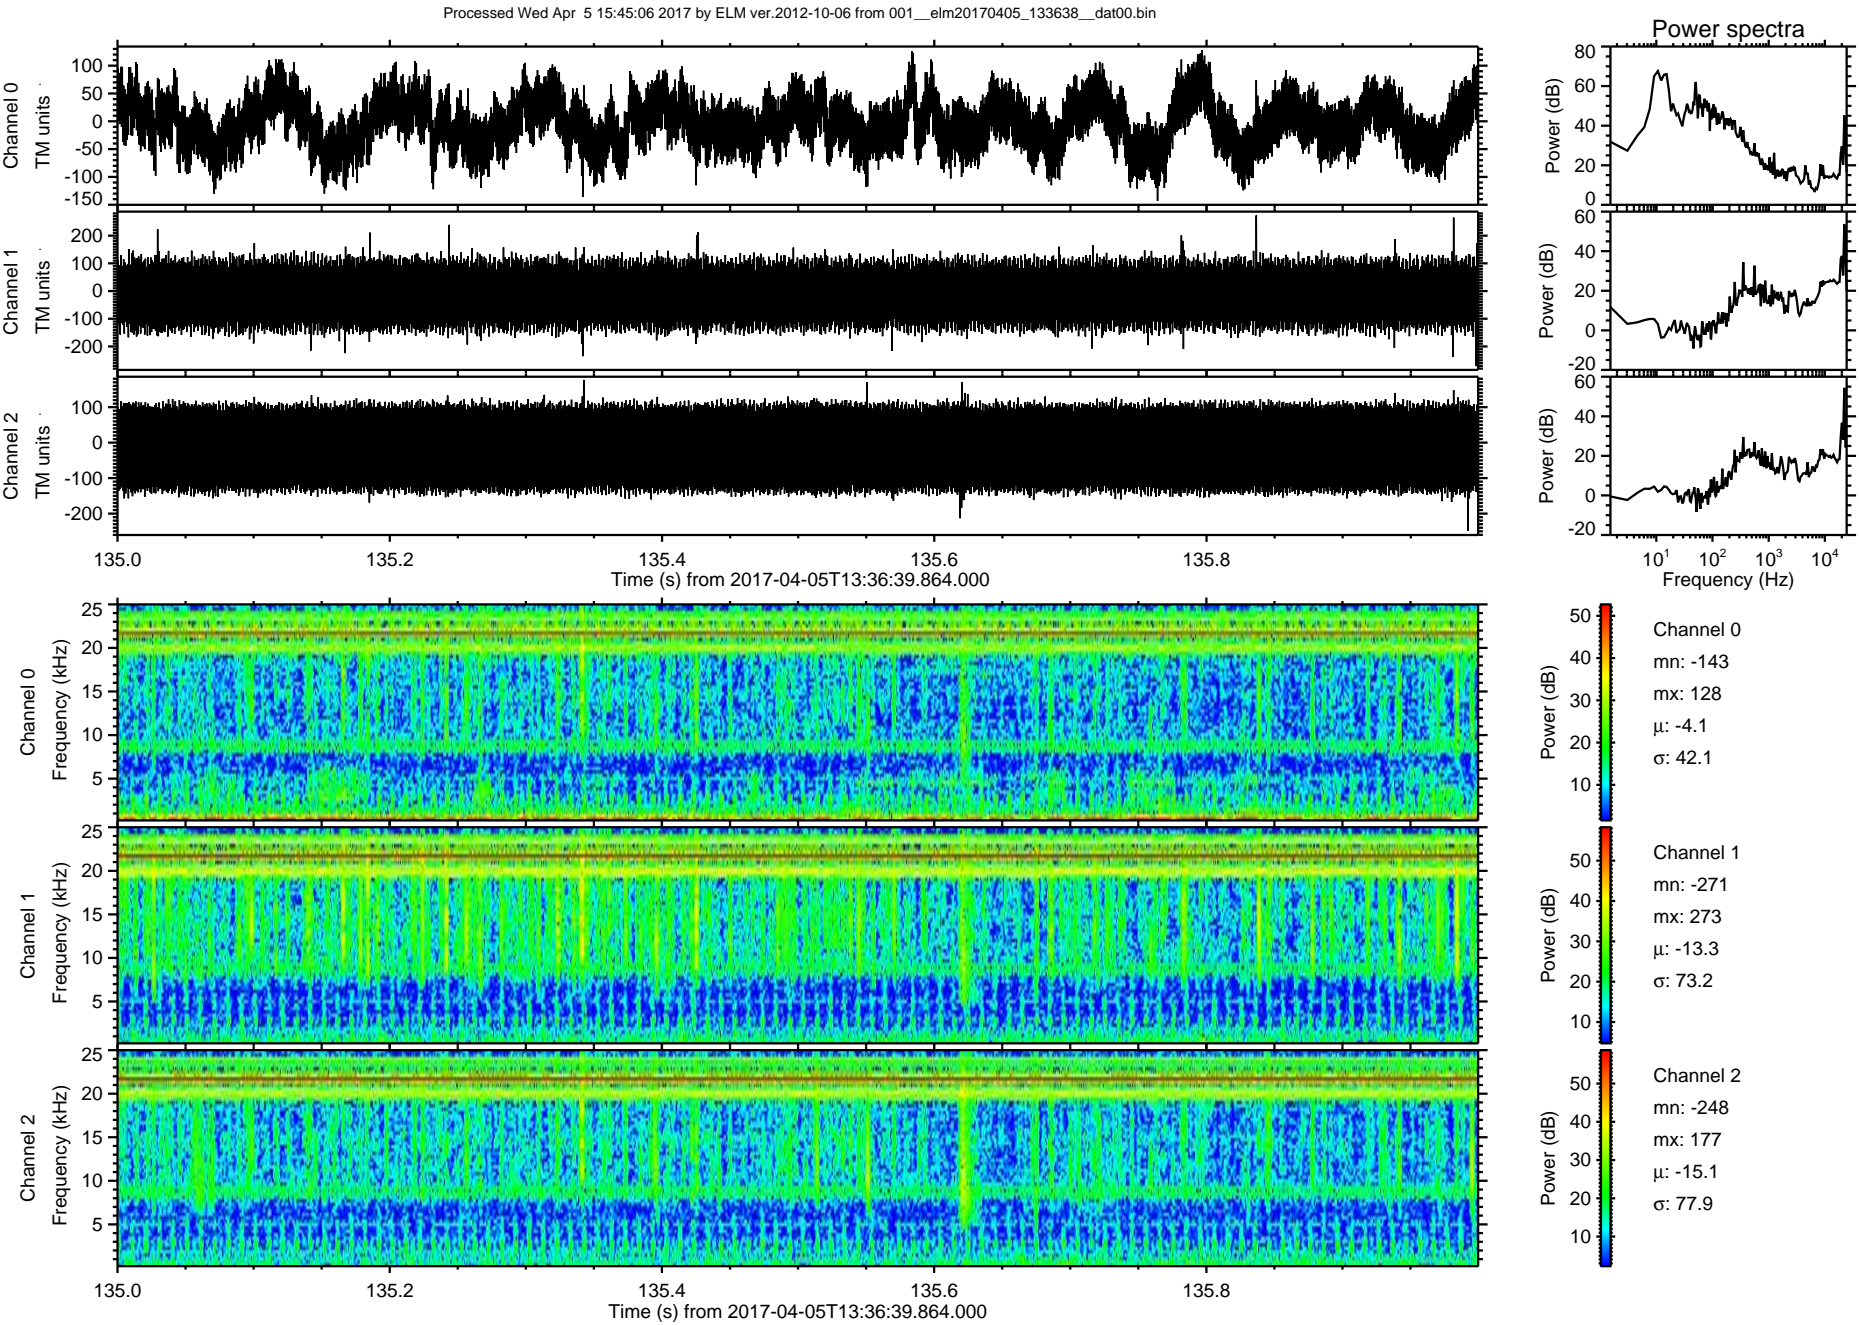 Processed Wed Apr  5 15:45:06 2017 by ELM ver.2012-10-06 from 001__elm20170405_133638__dat00.bin
Power spectra
Channel 0
TM units
100
50
0
-50
-100
-150
Power (dB)
80
60
40
20
0
Channel 1
TM units
200
100
0
-100
-200
Power (dB)
60
40
20
0
-20
Channel 2
TM units
100
0
-100
-200
Power (dB)
60
40
20
0
-20
135.0 135.2 135.4 135.6 135.8
Time (s) from 2017-04-05T13:36:39.864.000
10¹ 10² 10³ 10⁴
Frequency (Hz)
Channel 0
Frequency (kHz)
25
20
15
10
5
Power (dB)
50
40
30
20
10
Channel 0
mn: -143
mx: 128
μ: -4.1
σ: 42.1
Channel 1
Frequency (kHz)
25
20
15
10
5
Power (dB)
50
40
30
20
10
Channel 1
mn: -271
mx: 273
μ: -13.3
σ: 73.2
Channel 2
Frequency (kHz)
25
20
15
10
5
Power (dB)
50
40
30
20
10
Channel 2
mn: -248
mx: 177
μ: -15.1
σ: 77.9
135.0 135.2 135.4 135.6 135.8
Time (s) from 2017-04-05T13:36:39.864.000